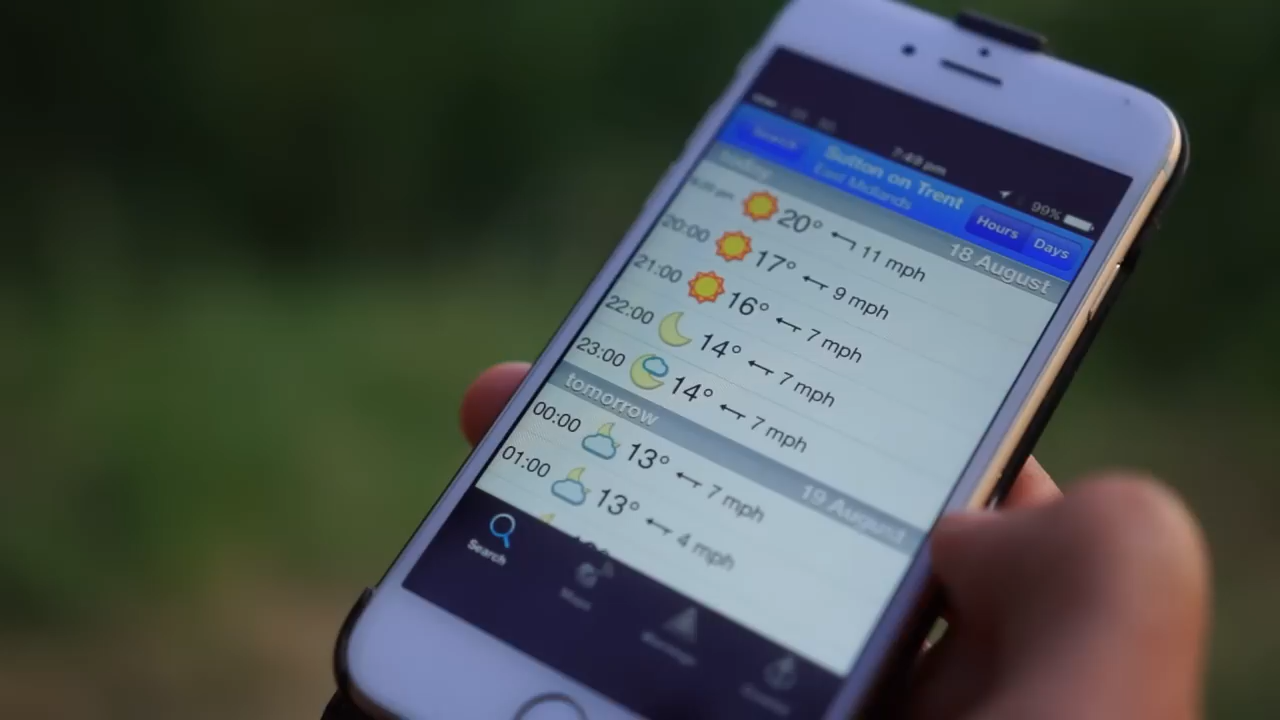 7:49 pm
99%
Search
Sutton on Trent
East Midlands
Hours
Days
today
18 August
20° 11 mph
20:00 17° 9 mph
21:00 16° 7 mph
22:00 14° 7 mph
23:00 14° 7 mph
tomorrow
19 August
00:00 13° 7 mph
01:00 13° 4 mph
Search
Maps